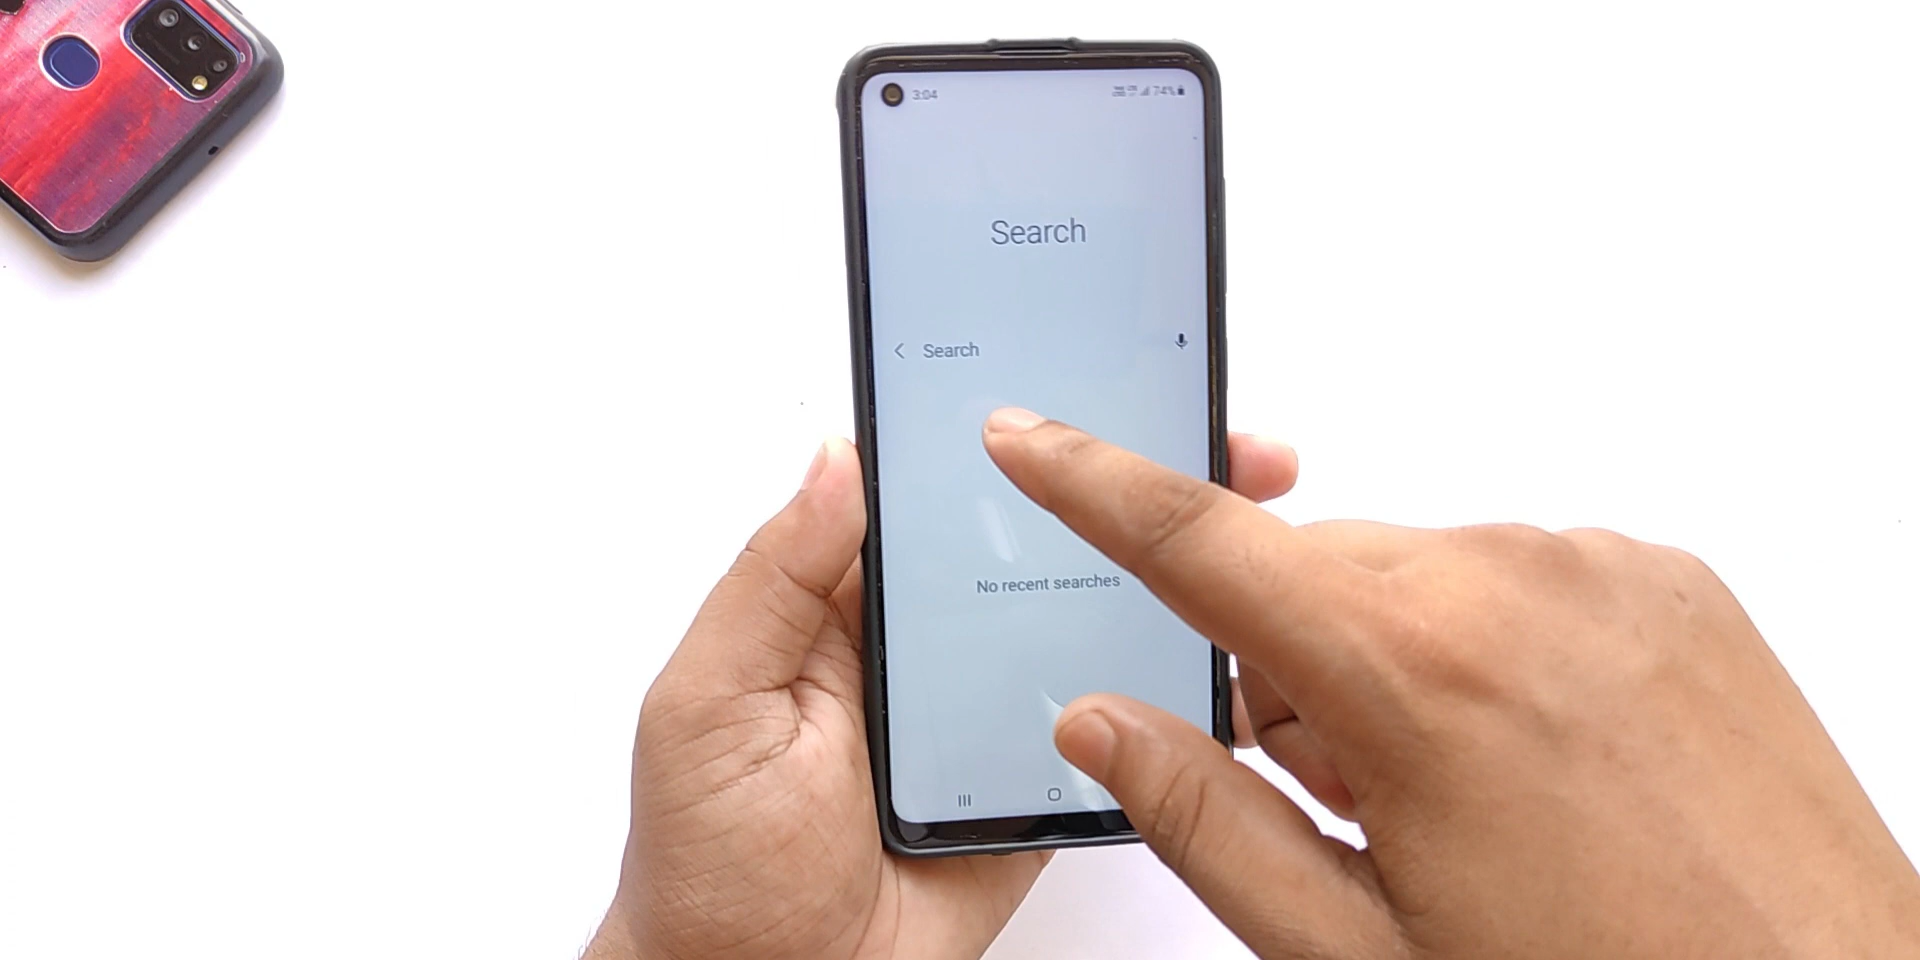 3:04
74%
Search
Search
No recent searches